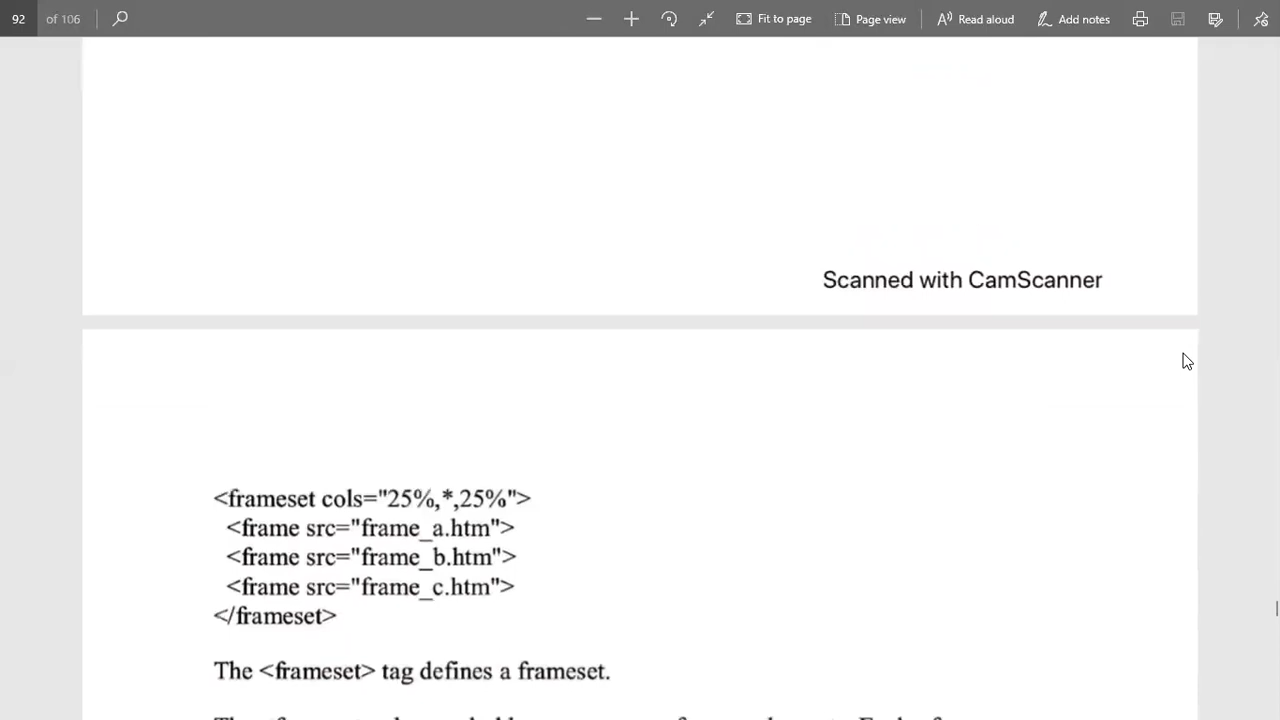 92 of 106 Fit to page Page view Read aloud Add notes
Scanned with CamScanner
<frameset cols="25%,*,25%">
<frame src="frame_a.htm">
<frame src="frame_b.htm">
<frame src="frame_c.htm">
</frameset>
The <frameset> tag defines a frameset.